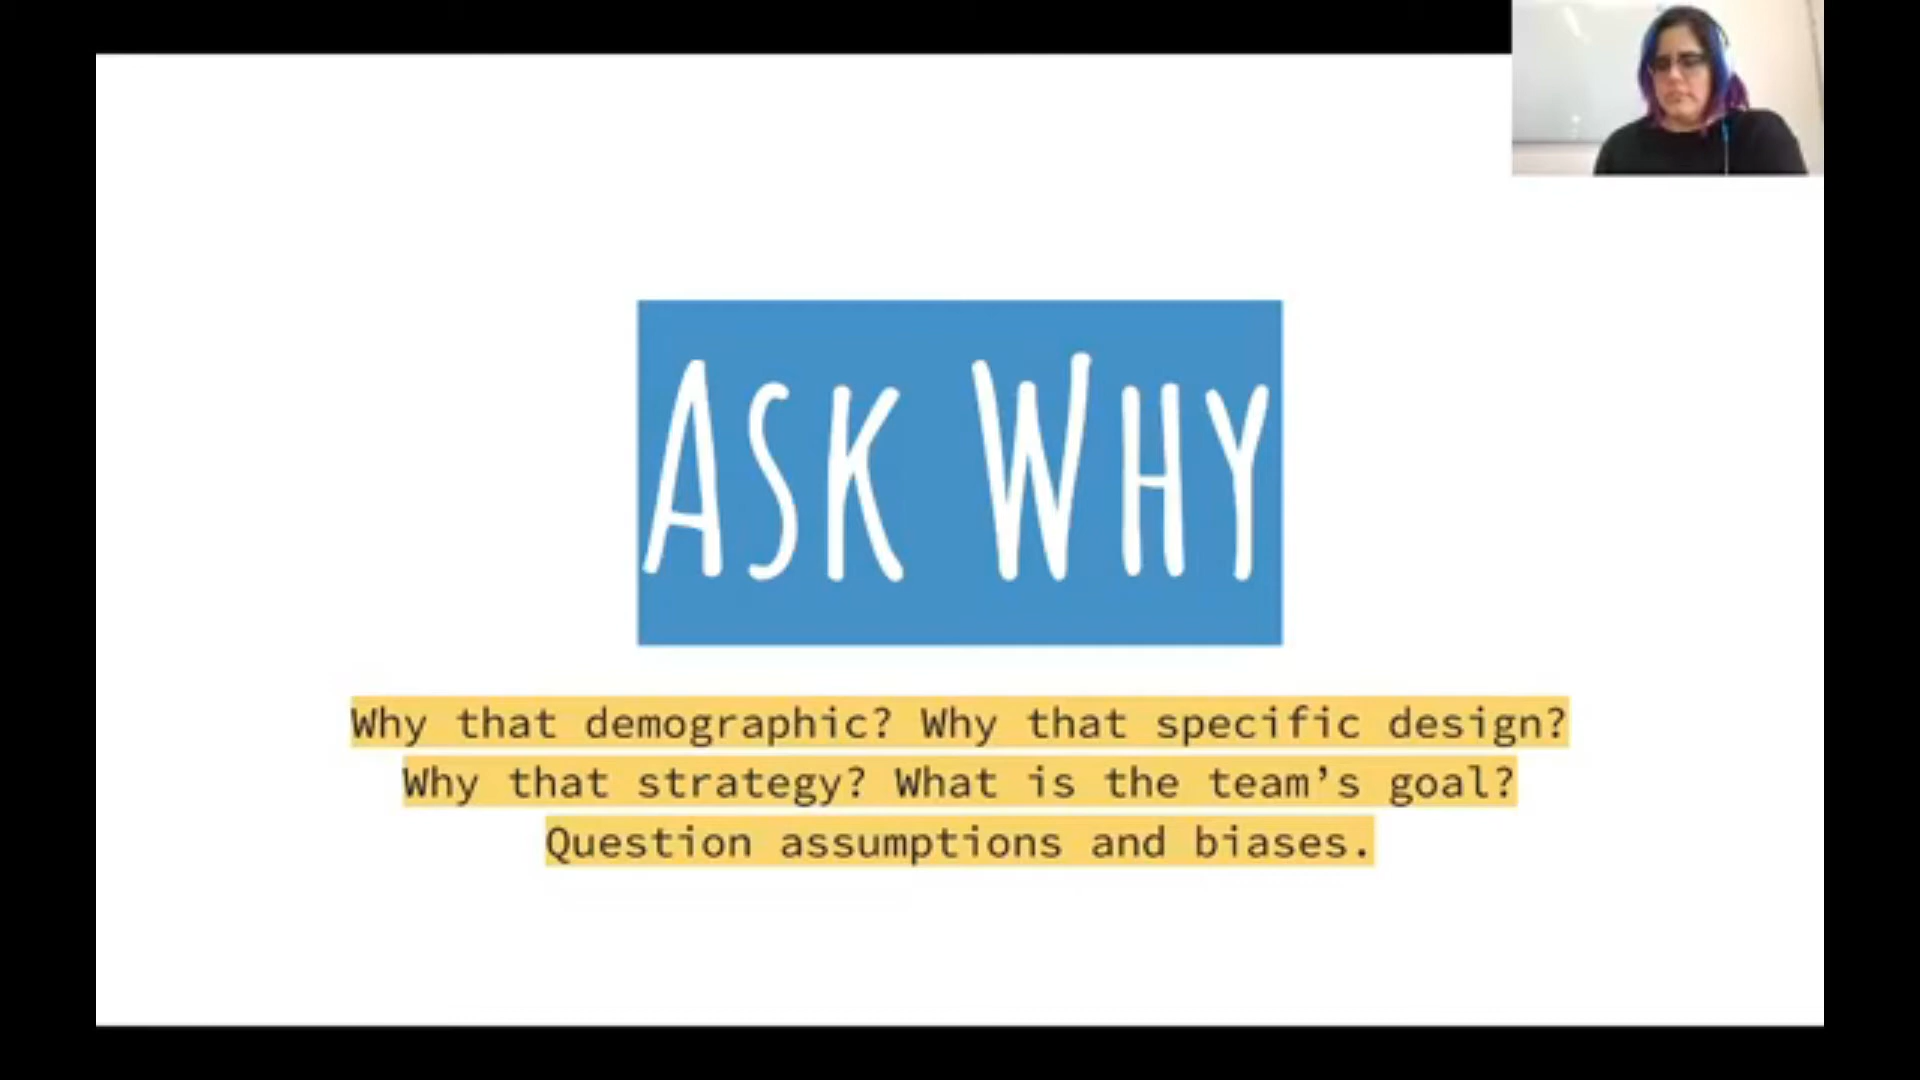 Ask Why
Why that demographic? Why that specific design?
Why that strategy? What is the team’s goal?
Question assumptions and biases.